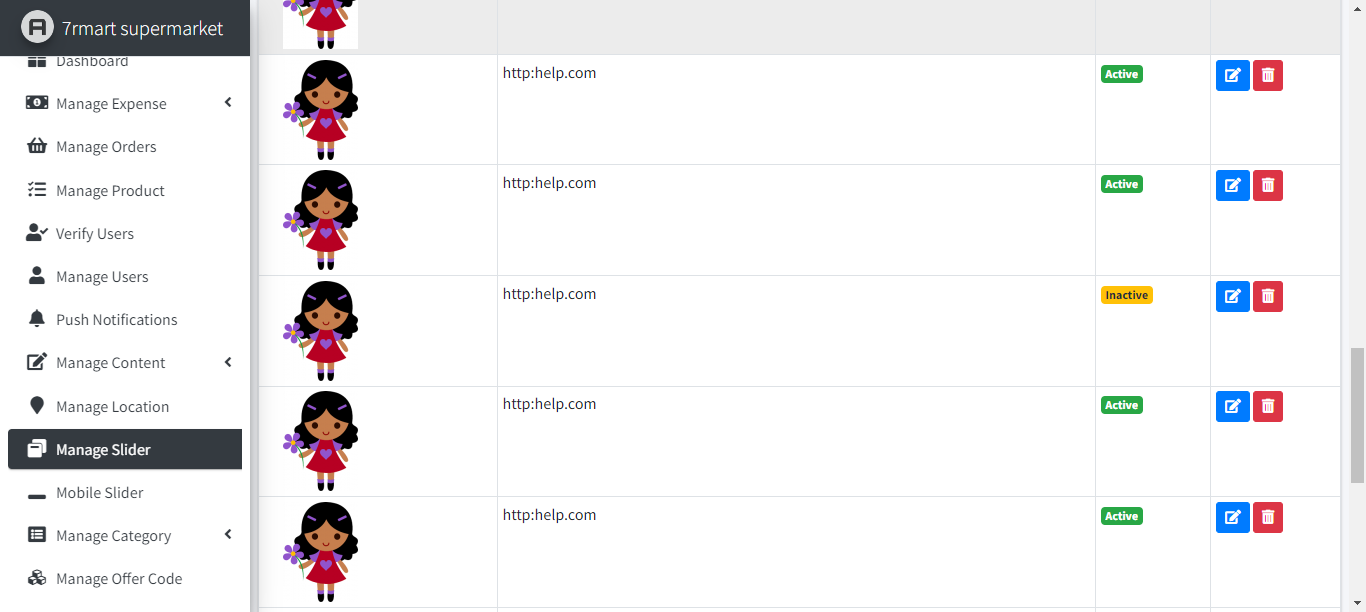 7rmart supermarket
Dashboard
Manage Expense
Manage Orders
Manage Product
Verify Users
Manage Users
Push Notifications
Manage Content
Manage Location
Manage Slider
Mobile Slider
Manage Category
Manage Offer Code
http:help.com Active
http:help.com Active
http:help.com Inactive
http:help.com Active
http:help.com Active